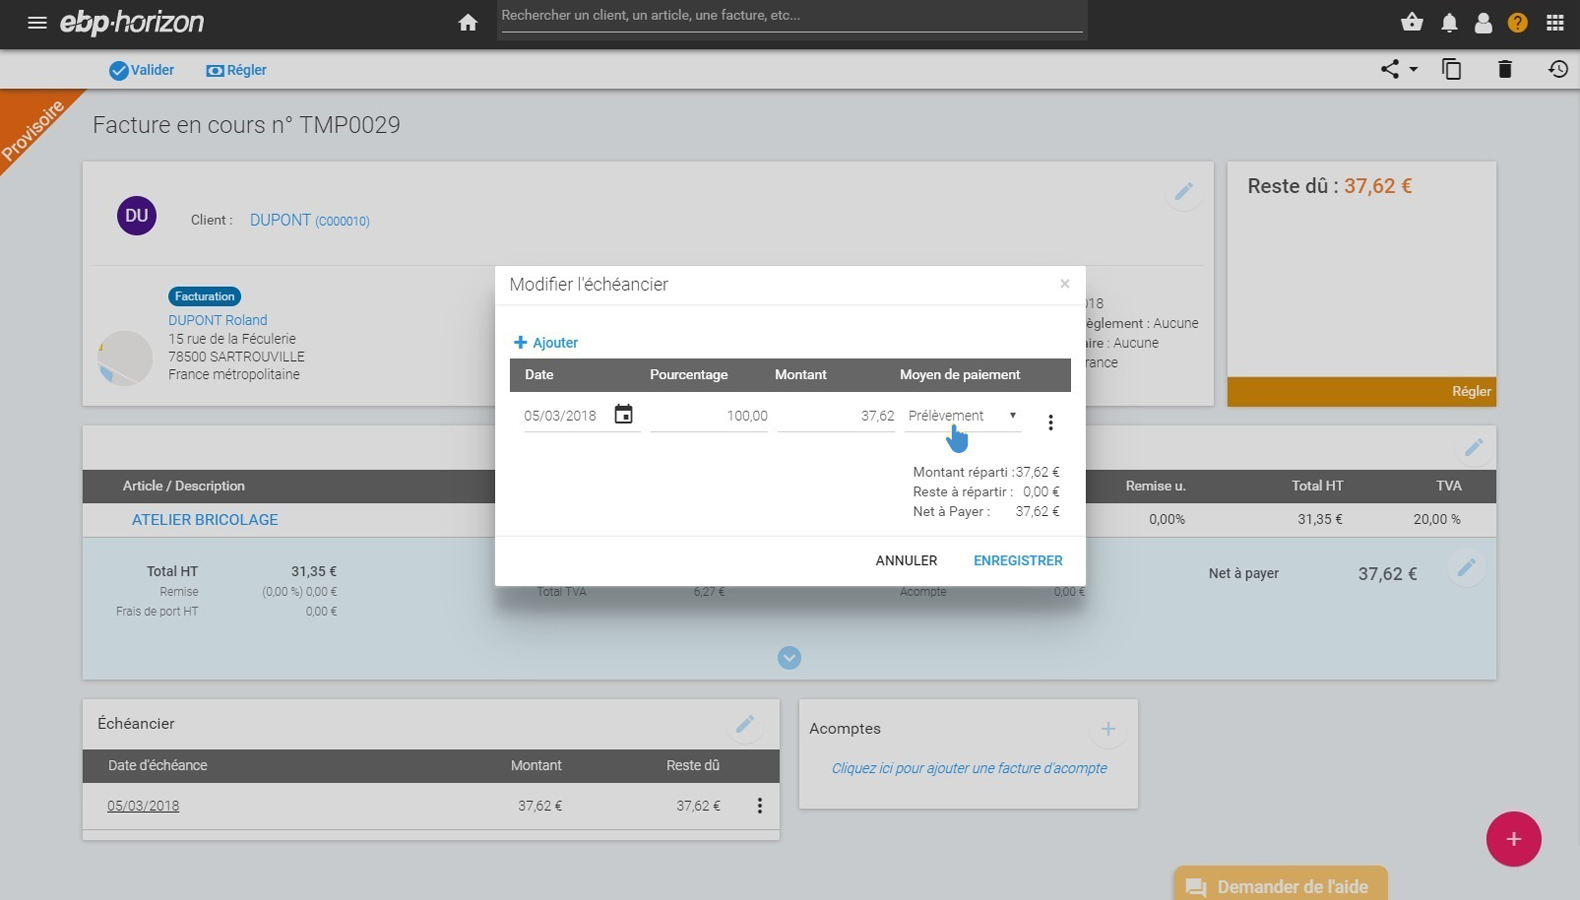 ebp·horizon
Rechercher un client, un article, une facture, etc...
Valider
Régler
Provisoire
Facture en cours n° TMP0029
DU
Client :
DUPONT (C000010)
Reste dû : 37,62 €
Régler
Facturation
DUPONT Roland
15 rue de la Féculerie
78500 SARTROUVILLE
France métropolitaine
018
èglement : Aucune
aire : Aucune
rance
Modifier l'échéancier
×
Ajouter
Date Pourcentage Montant Moyen de paiement
05/03/2018 100,00 37,62 Prélèvement
Montant réparti : 37,62 €
Reste à répartir : 0,00 €
Net à Payer : 37,62 €
ANNULER ENREGISTRER
Article / Description Remise u. Total HT TVA
ATELIER BRICOLAGE 0,00% 31,35 € 20,00 %
Total HT 31,35 €
Remise (0,00 %) 0,00 €
Frais de port HT 0,00 €
Total TVA 6,27 €
Acompte 0,00 €
Net à payer 37,62 €
Échéancier
Date d'échéance Montant Reste dû
05/03/2018 37,62 € 37,62 €
Acomptes
Cliquez ici pour ajouter une facture d'acompte
Demander de l'aide